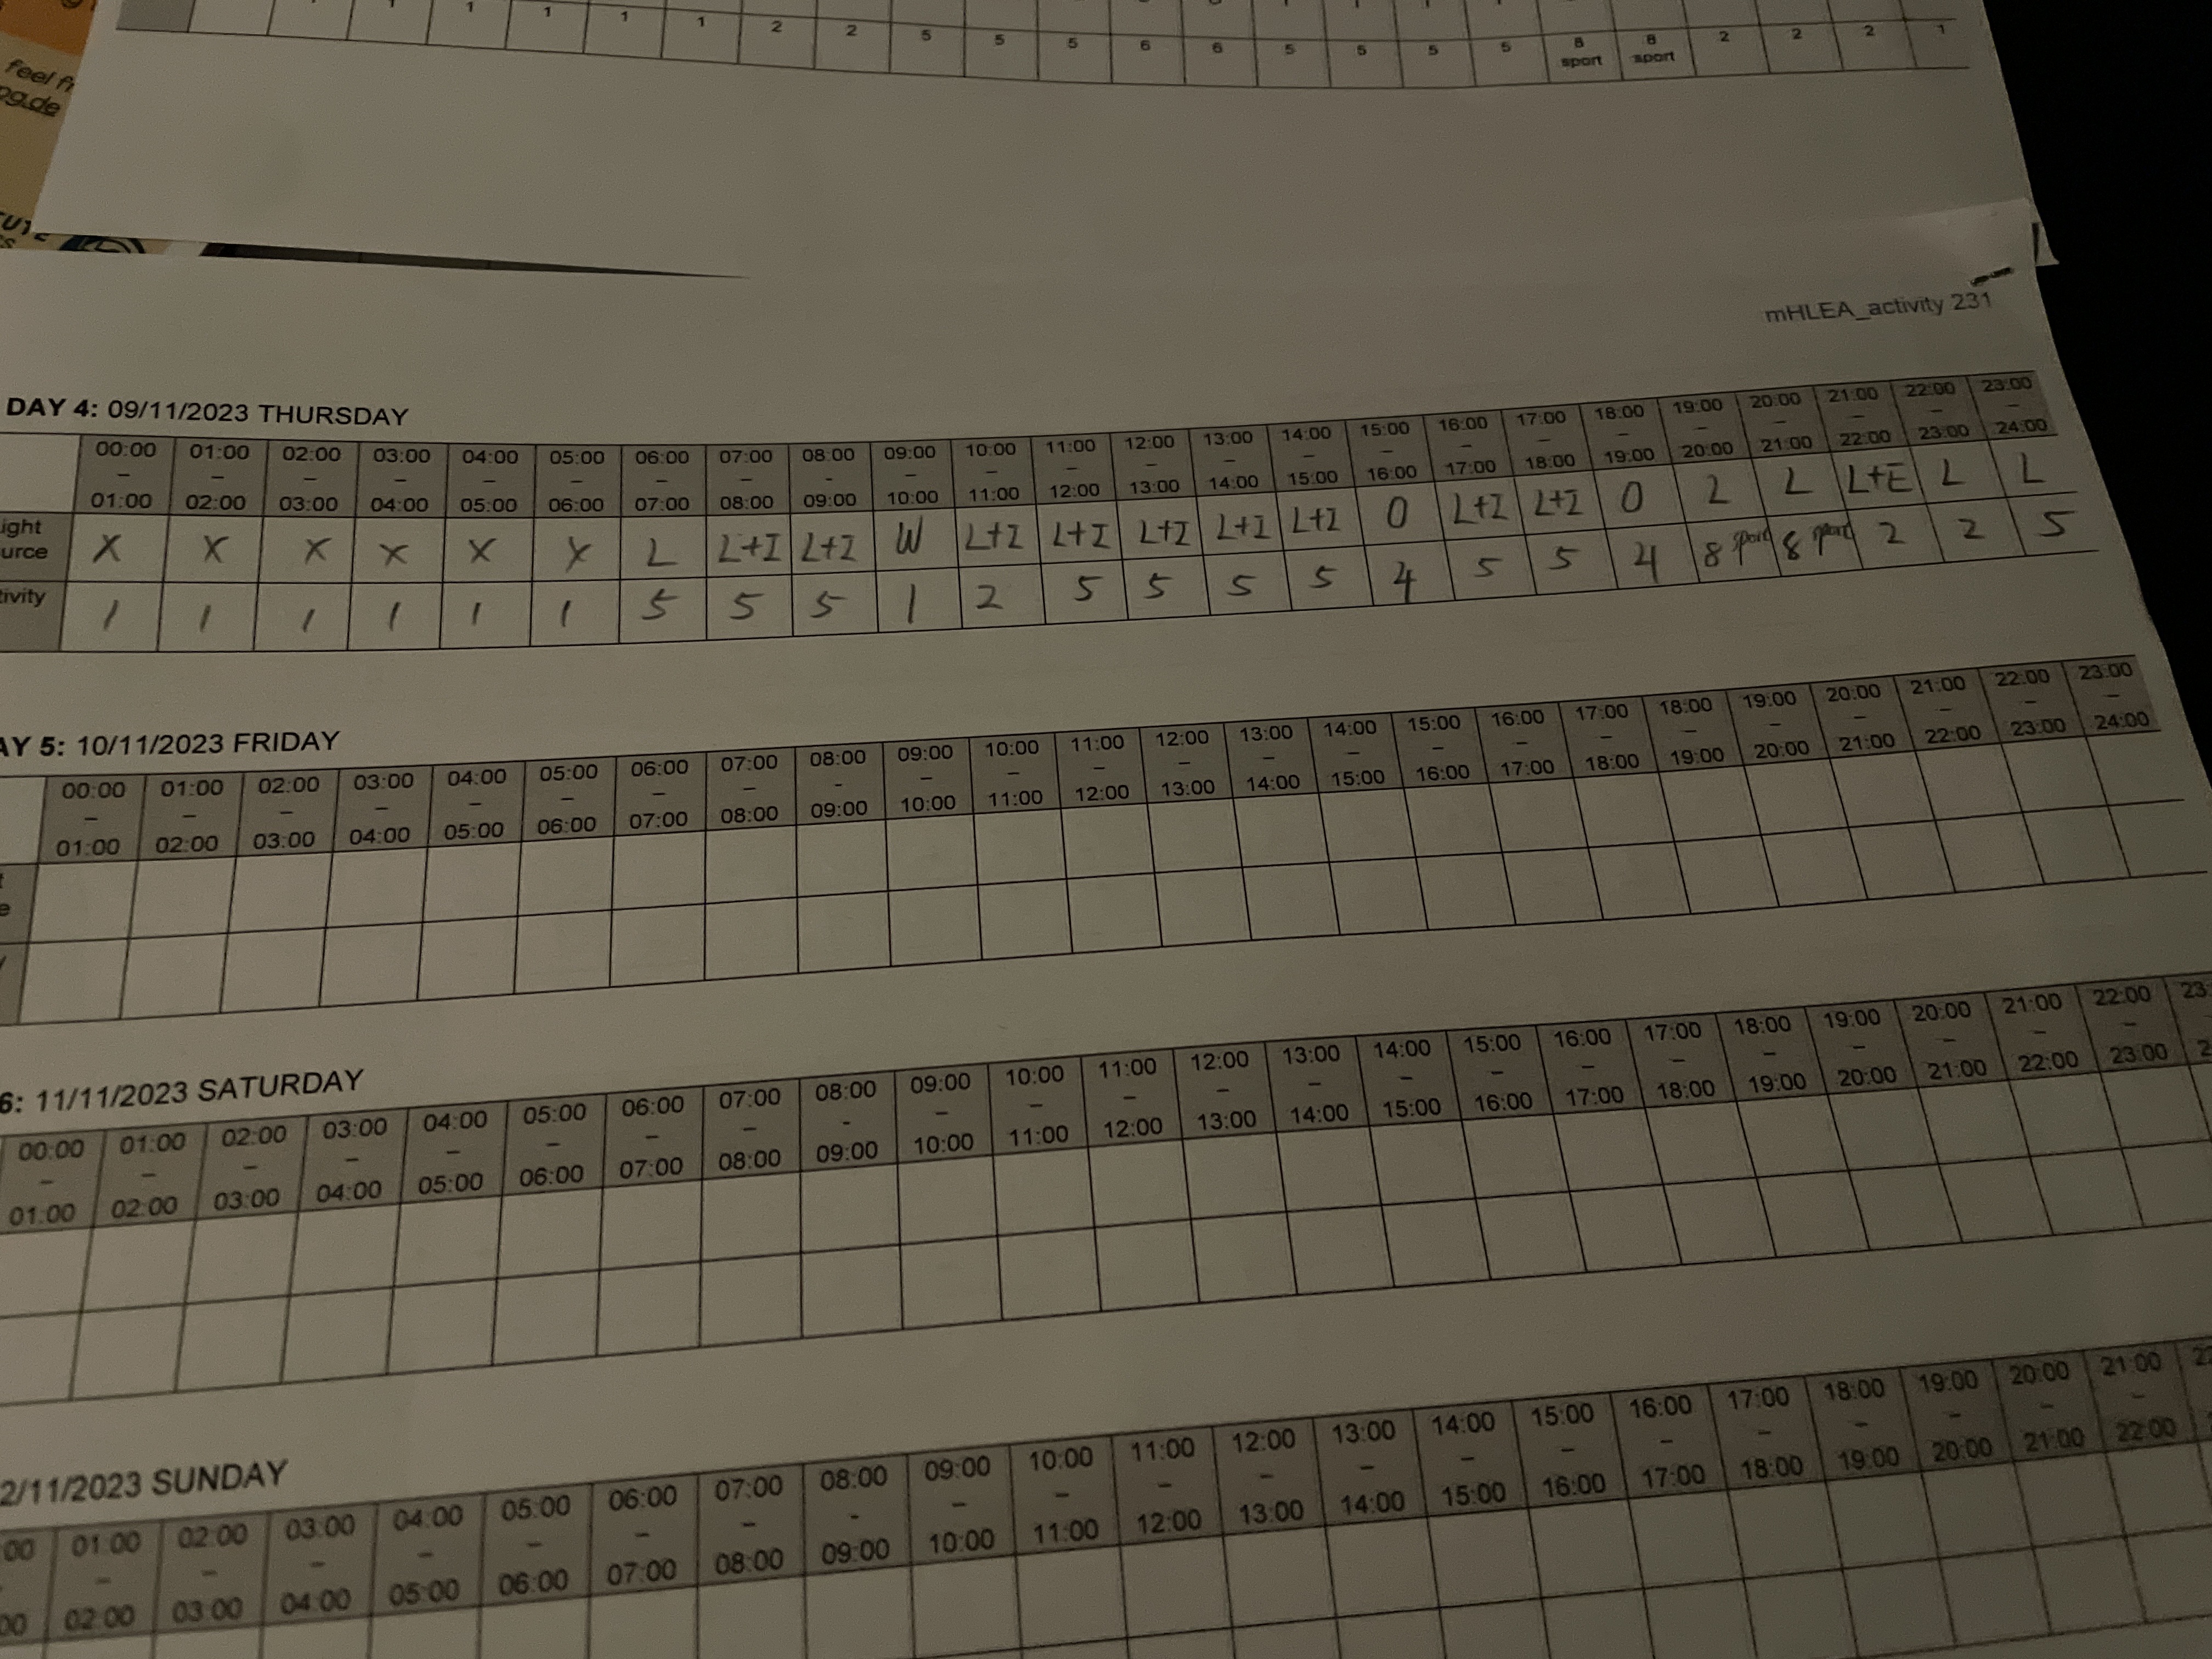 mHLEA_activity 231
DAY 4: 09/11/2023 THURSDAY
00:00 – 01:00 01:00 – 02:00 02:00 – 03:00 03:00 – 04:00 04:00 – 05:00 05:00 – 06:00 06:00 – 07:00 07:00 – 08:00 08:00 - 09:00 09:00 – 10:00 10:00 – 11:00 11:00 – 12:00 12:00 – 13:00 13:00 – 14:00 14:00 – 15:00 15:00 – 16:00 16:00 – 17:00 17:00 – 18:00 18:00 – 19:00 19:00 – 20:00 20:00 – 21:00 21:00 – 22:00 22:00 – 23:00 23:00 – 24:00
ight urce X X X X X X L L+I L+I W L+I L+I L+I L+I L+I O L+I L+I O L L L+E L L
tivity 1 1 1 1 1 1 5 5 5 1 2 5 5 5 5 4 5 5 4 8 sport 8 sport 2 2 5
AY 5: 10/11/2023 FRIDAY
00:00 – 01:00 01:00 – 02:00 02:00 – 03:00 03:00 – 04:00 04:00 – 05:00 05:00 – 06:00 06:00 – 07:00 07:00 – 08:00 08:00 - 09:00 09:00 – 10:00 10:00 – 11:00 11:00 – 12:00 12:00 – 13:00 13:00 – 14:00 14:00 – 15:00 15:00 – 16:00 16:00 – 17:00 17:00 – 18:00 18:00 – 19:00 19:00 – 20:00 20:00 – 21:00 21:00 – 22:00 22:00 – 23:00 23:00 – 24:00
6: 11/11/2023 SATURDAY
00:00 – 01:00 01:00 – 02:00 02:00 – 03:00 03:00 – 04:00 04:00 – 05:00 05:00 – 06:00 06:00 – 07:00 07:00 – 08:00 08:00 - 09:00 09:00 – 10:00 10:00 – 11:00 11:00 – 12:00 12:00 – 13:00 13:00 – 14:00 14:00 – 15:00 15:00 – 16:00 16:00 – 17:00 17:00 – 18:00 18:00 – 19:00 19:00 – 20:00 20:00 – 21:00 21:00 – 22:00 22:00 – 23:00 23
2/11/2023 SUNDAY
00 01:00 – 02:00 02:00 – 03:00 03:00 – 04:00 04:00 – 05:00 05:00 – 06:00 06:00 – 07:00 07:00 – 08:00 08:00 - 09:00 09:00 – 10:00 10:00 – 11:00 11:00 – 12:00 12:00 – 13:00 13:00 – 14:00 14:00 – 15:00 15:00 – 16:00 16:00 – 17:00 17:00 – 18:00 18:00 – 19:00 19:00 – 20:00 20:00 – 21:00 21:00 – 22:00
1 1 1 1 1 2 2 5 5 5 6 6 5 5 5 5 8 sport 8 sport 2 2 2 1